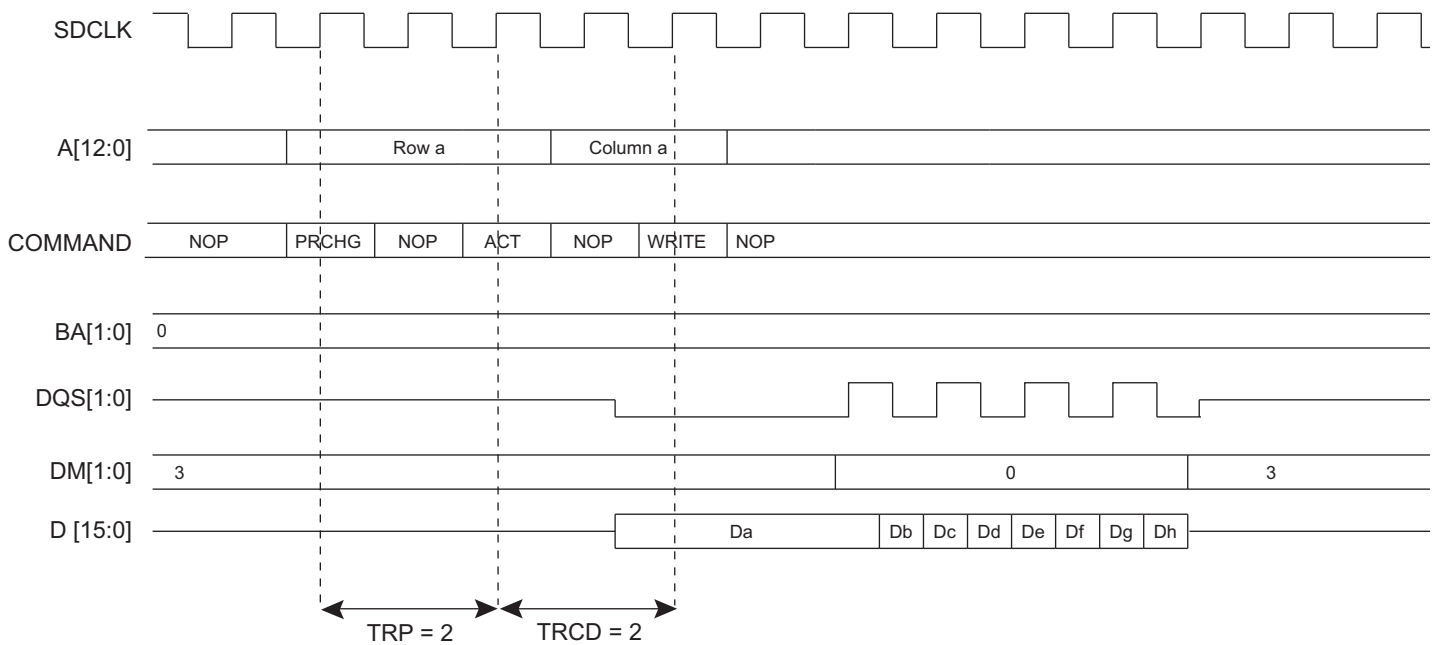 SDCLK
A[12:0] Row a Column a
COMMAND NOP PRCHG NOP ACT NOP WRITE NOP
BA[1:0] 0
DQS[1:0]
DM[1:0] 3 0 3
D [15:0] Da Db Dc Dd De Df Dg Dh
TRP = 2 TRCD = 2